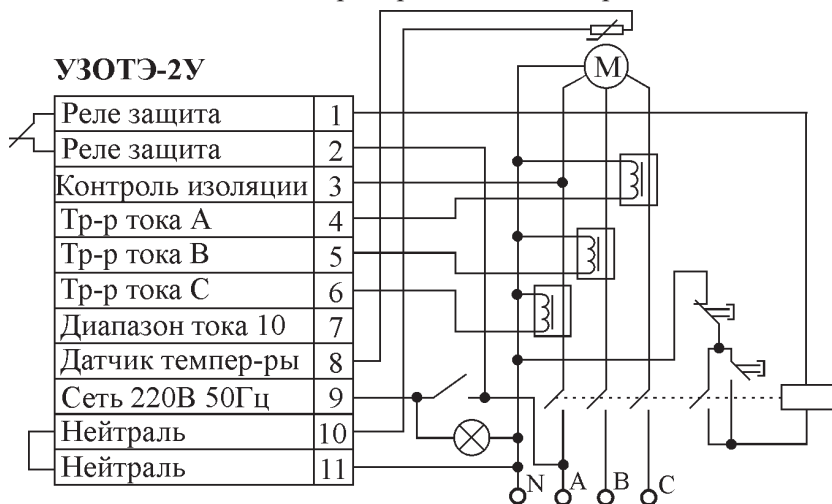 УЗОТЭ-2У
Реле защита 1
Реле защита 2
Контроль изоляции 3
Тр-р тока А 4
Тр-р тока В 5
Тр-р тока С 6
Диапазон тока 10 7
Датчик темпер-ры 8
Сеть 220В 50Гц 9
Нейтраль 10
Нейтраль 11
М
N A B C